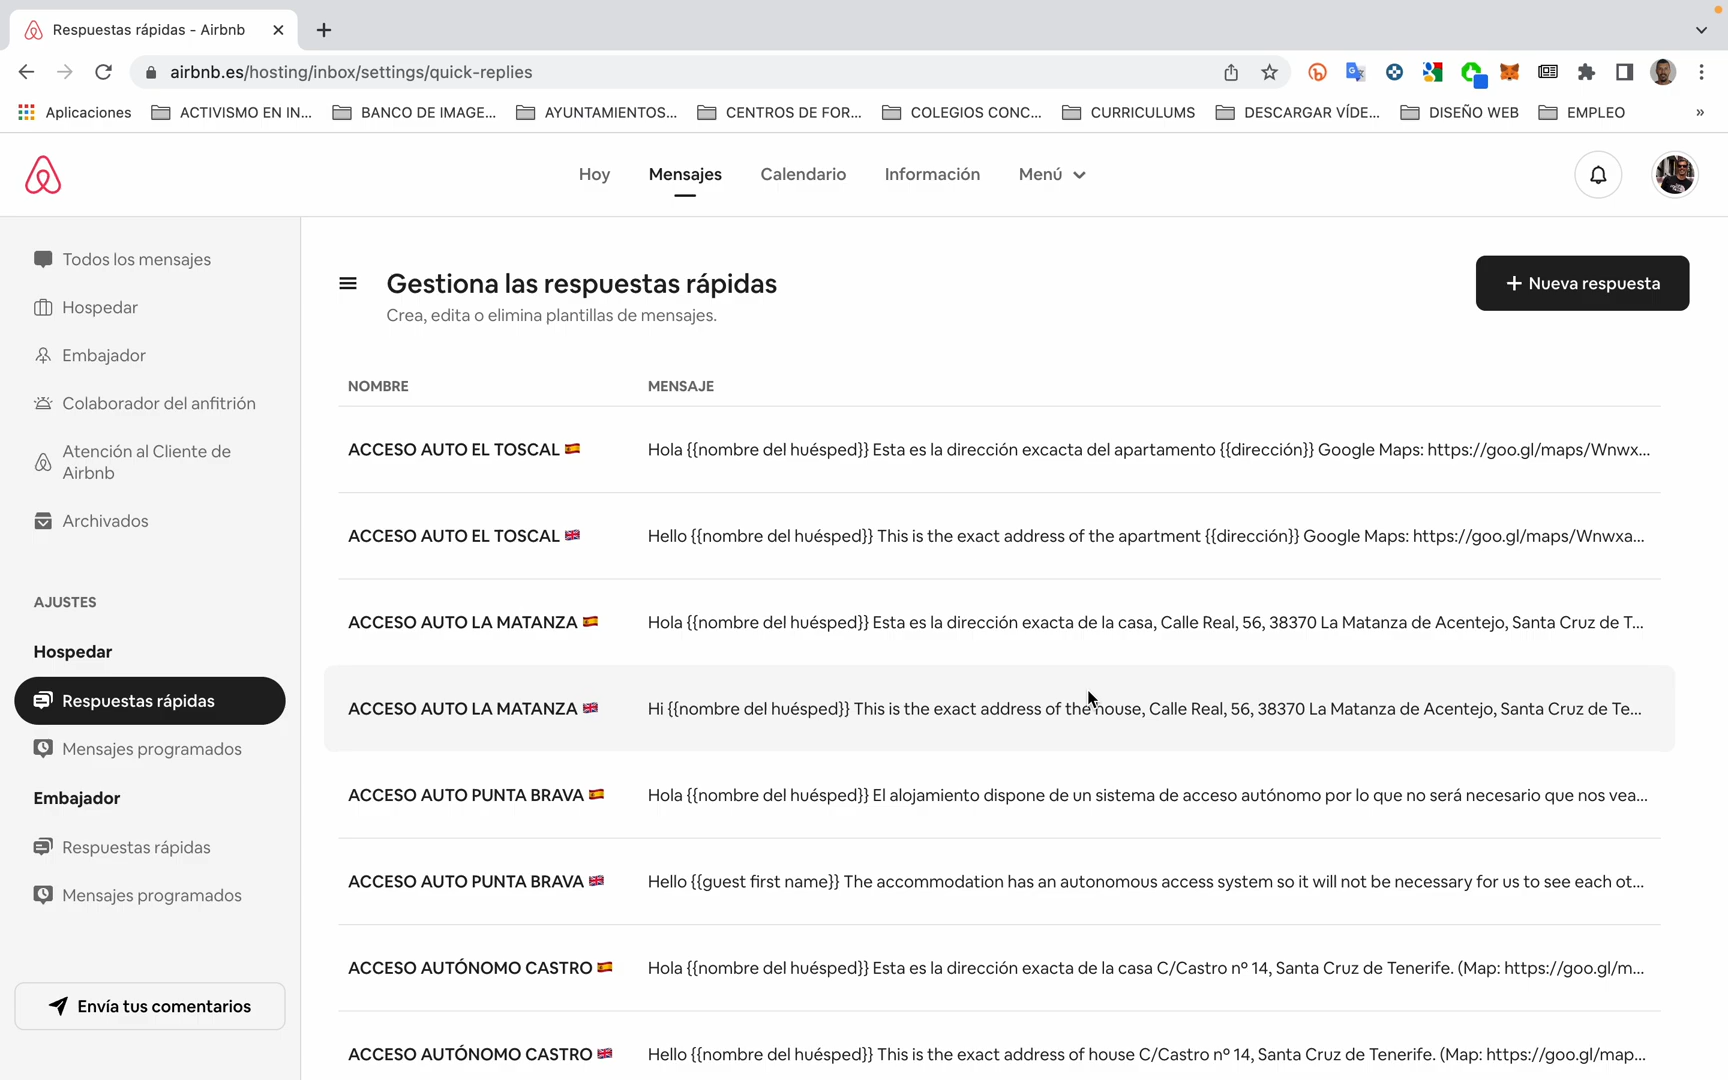 Respuestas rápidas - Airbnb
airbnb.es/hosting/inbox/settings/quick-replies
Aplicaciones
ACTIVISMO EN IN...
BANCO DE IMAGE...
AYUNTAMIENTOS...
CENTROS DE FOR...
COLEGIOS CONC...
CURRICULUMS
DESCARGAR VÍDE...
DISEÑO WEB
EMPLEO
»
Hoy
Mensajes
Calendario
Información
Menú
Todos los mensajes
Hospedar
Embajador
Colaborador del anfitrión
Atención al Cliente de
Airbnb
Archivados
AJUSTES
Hospedar
Respuestas rápidas
Mensajes programados
Embajador
Respuestas rápidas
Mensajes programados
Envía tus comentarios
Gestiona las respuestas rápidas
Crea, edita o elimina plantillas de mensajes.
+ Nueva respuesta
NOMBRE MENSAJE
ACCESO AUTO EL TOSCAL 🇪🇸 Hola {{nombre del huésped}} Esta es la dirección excacta del apartamento {{dirección}} Google Maps: https://goo.gl/maps/Wnwx...
ACCESO AUTO EL TOSCAL 🇬🇧 Hello {{nombre del huésped}} This is the exact address of the apartment {{dirección}} Google Maps: https://goo.gl/maps/Wnwxa...
ACCESO AUTO LA MATANZA 🇪🇸 Hola {{nombre del huésped}} Esta es la dirección exacta de la casa, Calle Real, 56, 38370 La Matanza de Acentejo, Santa Cruz de T...
ACCESO AUTO LA MATANZA 🇬🇧 Hi {{nombre del huésped}} This is the exact address of the house, Calle Real, 56, 38370 La Matanza de Acentejo, Santa Cruz de Te...
ACCESO AUTO PUNTA BRAVA 🇪🇸 Hola {{nombre del huésped}} El alojamiento dispone de un sistema de acceso autónomo por lo que no será necesario que nos vea...
ACCESO AUTO PUNTA BRAVA 🇬🇧 Hello {{guest first name}} The accommodation has an autonomous access system so it will not be necessary for us to see each ot...
ACCESO AUTÓNOMO CASTRO 🇪🇸 Hola {{nombre del huésped}} Esta es la dirección exacta de la casa C/Castro nº 14, Santa Cruz de Tenerife. (Map: https://goo.gl/m...
ACCESO AUTÓNOMO CASTRO 🇬🇧 Hello {{nombre del huésped}} This is the exact address of house C/Castro nº 14, Santa Cruz de Tenerife. (Map: https://goo.gl/map...